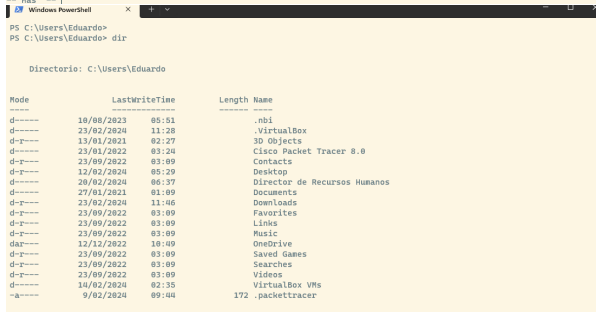 Windows PowerShell
PS C:\Users\Eduardo>
PS C:\Users\Eduardo> dir
Directorio: C:\Users\Eduardo
Mode LastWriteTime Length Name
---- ------------- ------ ----
d----- 10/08/2023 05:51 .nbi
d----- 23/02/2024 11:28 .VirtualBox
d-r--- 13/01/2021 02:27 3D Objects
d----- 23/01/2022 03:24 Cisco Packet Tracer 8.0
d-r--- 23/09/2022 03:09 Contacts
d-r--- 12/02/2024 05:29 Desktop
d----- 20/02/2024 06:37 Director de Recursos Humanos
d----- 27/01/2021 01:09 Documents
d-r--- 23/02/2024 11:46 Downloads
d-r--- 23/09/2022 03:09 Favorites
d-r--- 23/09/2022 03:09 Links
d-r--- 23/09/2022 03:09 Music
dar--- 12/12/2022 10:49 OneDrive
d-r--- 23/09/2022 03:09 Saved Games
d-r--- 23/09/2022 03:09 Searches
d-r--- 23/09/2022 03:09 Videos
d----- 14/02/2024 02:35 VirtualBox VMs
-a---- 9/02/2024 09:44 172 .packettracer